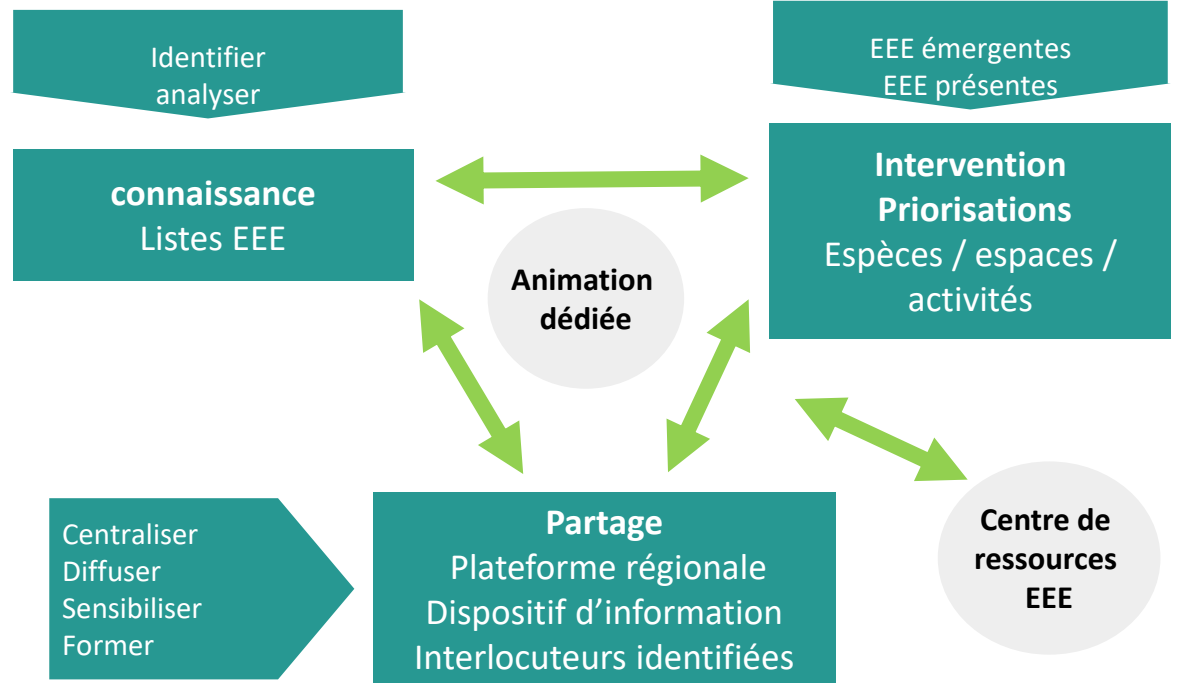 Identifier
analyser
EEE émergentes
EEE présentes
connaissance
Listes EEE
Intervention
Priorisations
Espèces / espaces /
activités
Animation
dédiée
Centraliser
Diffuser
Sensibiliser
Former
Partage
Plateforme régionale
Dispositif d’information
Interlocuteurs identifiées
Centre de
ressources
EEE